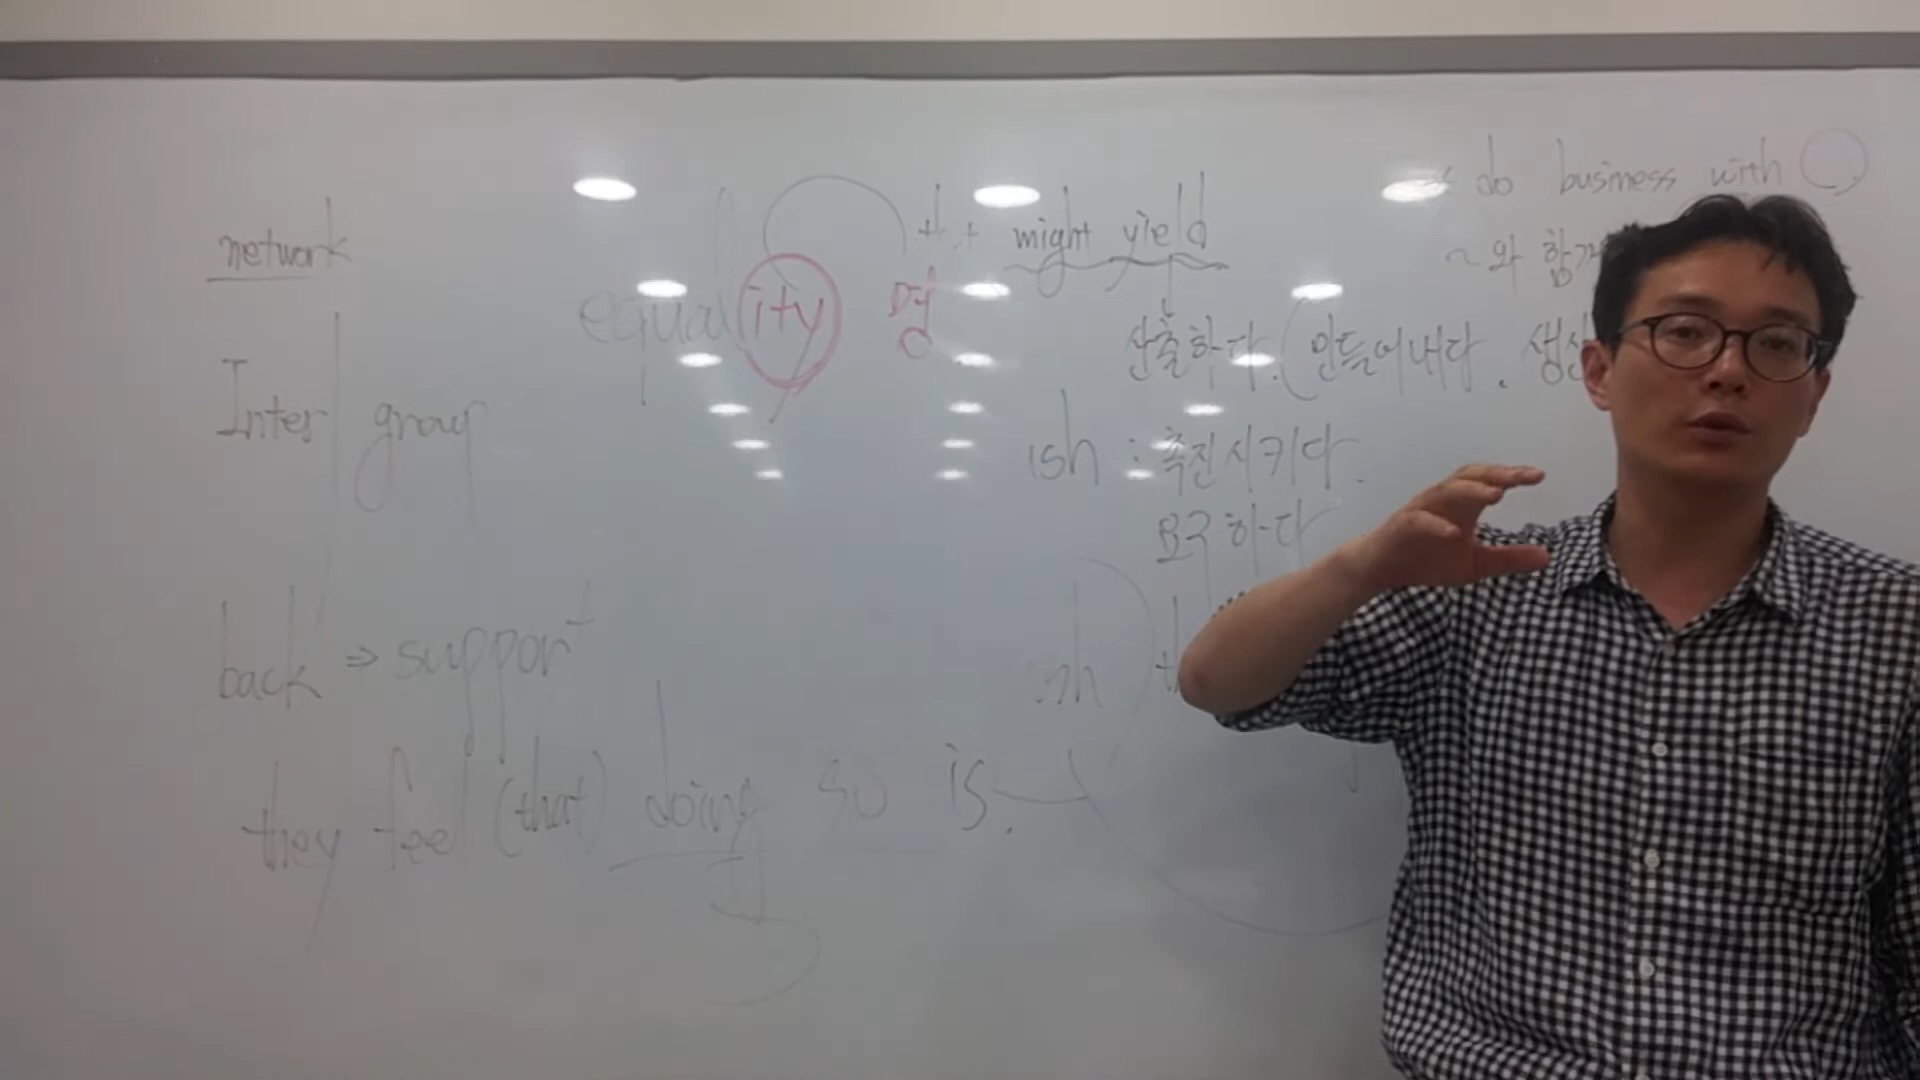 network
Inter group
equality 명
might yield
산출하다. (만들어내다. 생산
ish : 촉진시키다.
요구하다
do business with
~와 함께
back ⇒ support
ish
they feel (that) doing so is.